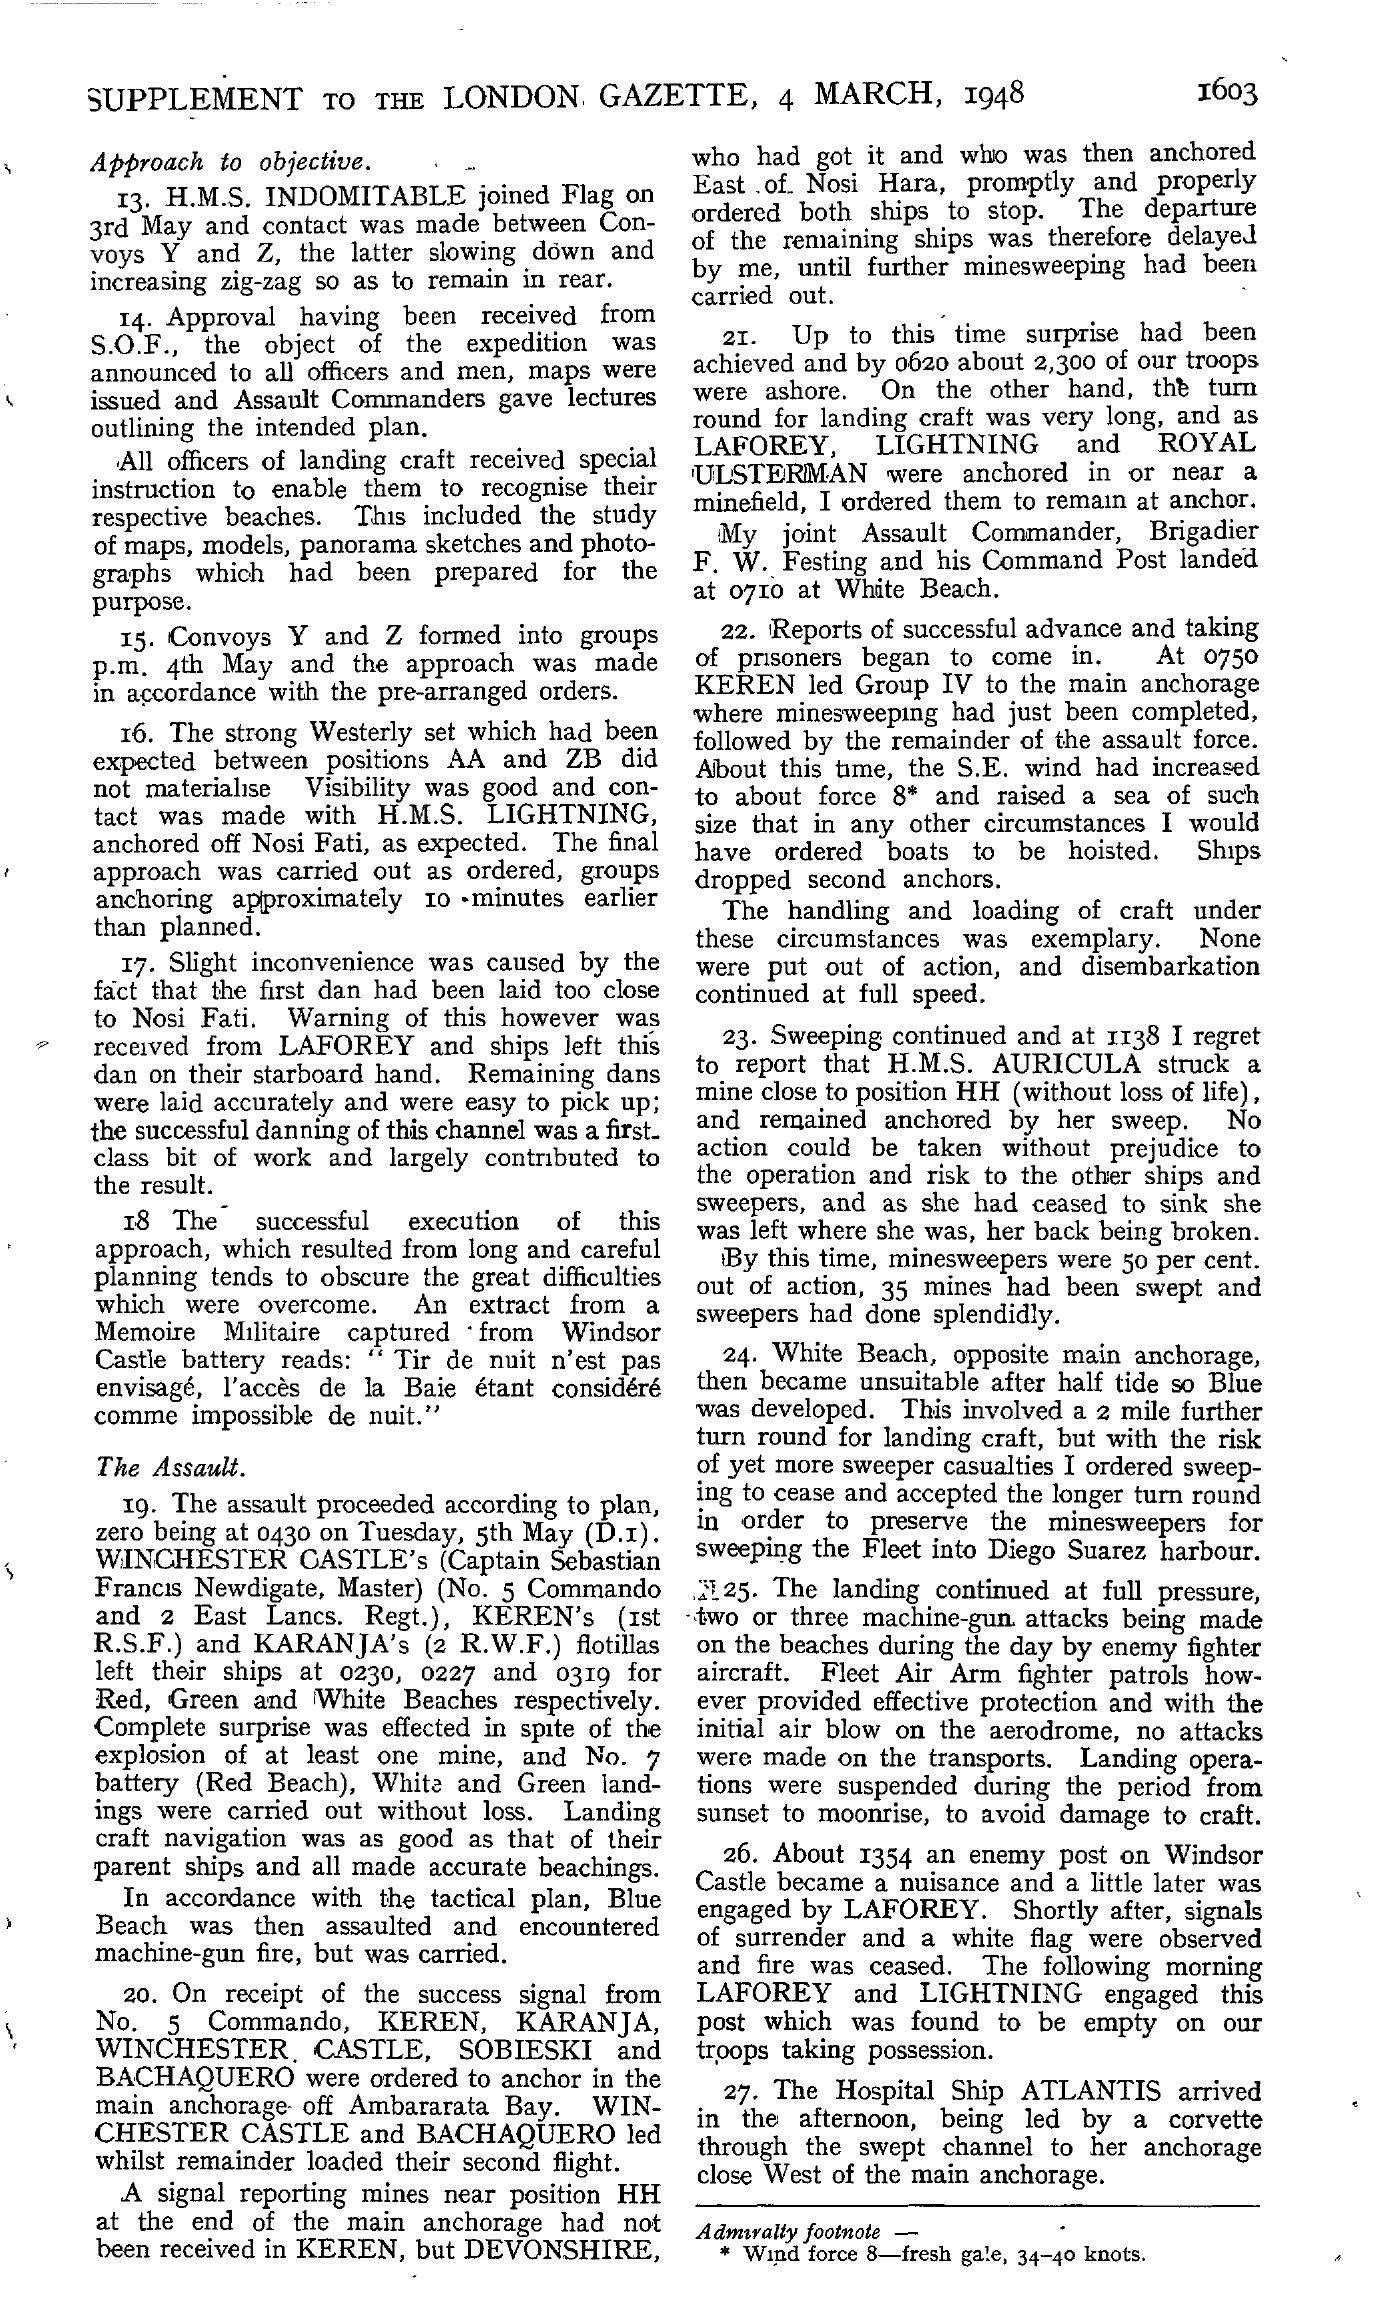 SUPPLEMENT TO THE LONDON GAZETTE, 4 MARCH, 1948 1603
Approach to objective.
13. H.M.S. INDOMITABLE joined Flag on
3rd May and contact was made between Con-
voys Y and Z, the latter slowing down and
increasing zig-zag so as to remain in rear.
14. Approval having been received from
S.O.F., the object of the expedition was
announced to all officers and men, maps were
issued and Assault Commanders gave lectures
outlining the intended plan.
All officers of landing craft received special
instruction to enable them to recognise their
respective beaches. This included the study
of maps, models, panorama sketches and photo-
graphs which had been prepared for the
purpose.
15. Convoys Y and Z formed into groups
p.m. 4th May and the approach was made
in accordance with the pre-arranged orders.
16. The strong Westerly set which had been
expected between positions AA and ZB did
not materialise Visibility was good and con-
tact was made with H.M.S. LIGHTNING,
anchored off Nosi Fati, as expected. The final
approach was carried out as ordered, groups
anchoring approximately 10 minutes earlier
than planned.
17. Slight inconvenience was caused by the
fact that the first dan had been laid too close
to Nosi Fati. Warning of this however was
received from LAFOREY and ships left this
dan on their starboard hand. Remaining dans
were laid accurately and were easy to pick up;
the successful danning of this channel was a first-
class bit of work and largely contributed to
the result.
18 The successful execution of this
approach, which resulted from long and careful
planning tends to obscure the great difficulties
which were overcome. An extract from a
Memoire Militaire captured from Windsor
Castle battery reads: " Tir de nuit n'est pas
envisagé, l'accès de la Baie étant considéré
comme impossible de nuit."
The Assault.
19. The assault proceeded according to plan,
zero being at 0430 on Tuesday, 5th May (D.1).
WINCHESTER CASTLE's (Captain Sebastian
Francis Newdigate, Master) (No. 5 Commando
and 2 East Lancs. Regt.), KEREN's (1st
R.S.F.) and KARANJA's (2 R.W.F.) flotillas
left their ships at 0230, 0227 and 0319 for
Red, Green and White Beaches respectively.
Complete surprise was effected in spite of the
explosion of at least one mine, and No. 7
battery (Red Beach), White and Green land-
ings were carried out without loss. Landing
craft navigation was as good as that of their
parent ships and all made accurate beachings.
In accordance with the tactical plan, Blue
Beach was then assaulted and encountered
machine-gun fire, but was carried.
20. On receipt of the success signal from
No. 5 Commando, KEREN, KARANJA,
WINCHESTER CASTLE, SOBIESKI and
BACHAQUERO were ordered to anchor in the
main anchorage off Ambararata Bay. WIN-
CHESTER CASTLE and BACHAQUERO led
whilst remainder loaded their second flight.
A signal reporting mines near position HH
at the end of the main anchorage had not
been received in KEREN, but DEVONSHIRE,
who had got it and who was then anchored
East of Nosi Hara, promptly and properly
ordered both ships to stop. The departure
of the remaining ships was therefore delayed
by me, until further minesweeping had been
carried out.
21. Up to this time surprise had been
achieved and by 0620 about 2,300 of our troops
were ashore. On the other hand, the turn
round for landing craft was very long, and as
LAFOREY, LIGHTNING and ROYAL
ULSTERMAN were anchored in or near a
minefield, I ordered them to remain at anchor.
My joint Assault Commander, Brigadier
F. W. Festing and his Command Post landed
at 0710 at White Beach.
22. Reports of successful advance and taking
of prisoners began to come in. At 0750
KEREN led Group IV to the main anchorage
where minesweeping had just been completed,
followed by the remainder of the assault force.
About this time, the S.E. wind had increased
to about force 8* and raised a sea of such
size that in any other circumstances I would
have ordered boats to be hoisted. Ships
dropped second anchors.
The handling and loading of craft under
these circumstances was exemplary. None
were put out of action, and disembarkation
continued at full speed.
23. Sweeping continued and at 1138 I regret
to report that H.M.S. AURICULA struck a
mine close to position HH (without loss of life),
and remained anchored by her sweep. No
action could be taken without prejudice to
the operation and risk to the other ships and
sweepers, and as she had ceased to sink she
was left where she was, her back being broken.
By this time, minesweepers were 50 per cent.
out of action, 35 mines had been swept and
sweepers had done splendidly.
24. White Beach, opposite main anchorage,
then became unsuitable after half tide so Blue
was developed. This involved a 2 mile further
turn round for landing craft, but with the risk
of yet more sweeper casualties I ordered sweep-
ing to cease and accepted the longer turn round
in order to preserve the minesweepers for
sweeping the Fleet into Diego Suarez harbour.
25. The landing continued at full pressure,
two or three machine-gun attacks being made
on the beaches during the day by enemy fighter
aircraft. Fleet Air Arm fighter patrols how-
ever provided effective protection and with the
initial air blow on the aerodrome, no attacks
were made on the transports. Landing opera-
tions were suspended during the period from
sunset to moonrise, to avoid damage to craft.
26. About 1354 an enemy post on Windsor
Castle became a nuisance and a little later was
engaged by LAFOREY. Shortly after, signals
of surrender and a white flag were observed
and fire was ceased. The following morning
LAFOREY and LIGHTNING engaged this
post which was found to be empty on our
troops taking possession.
27. The Hospital Ship ATLANTIS arrived
in the afternoon, being led by a corvette
through the swept channel to her anchorage
close West of the main anchorage.
Admiralty footnote —
* Wind force 8—fresh gale, 34-40 knots.